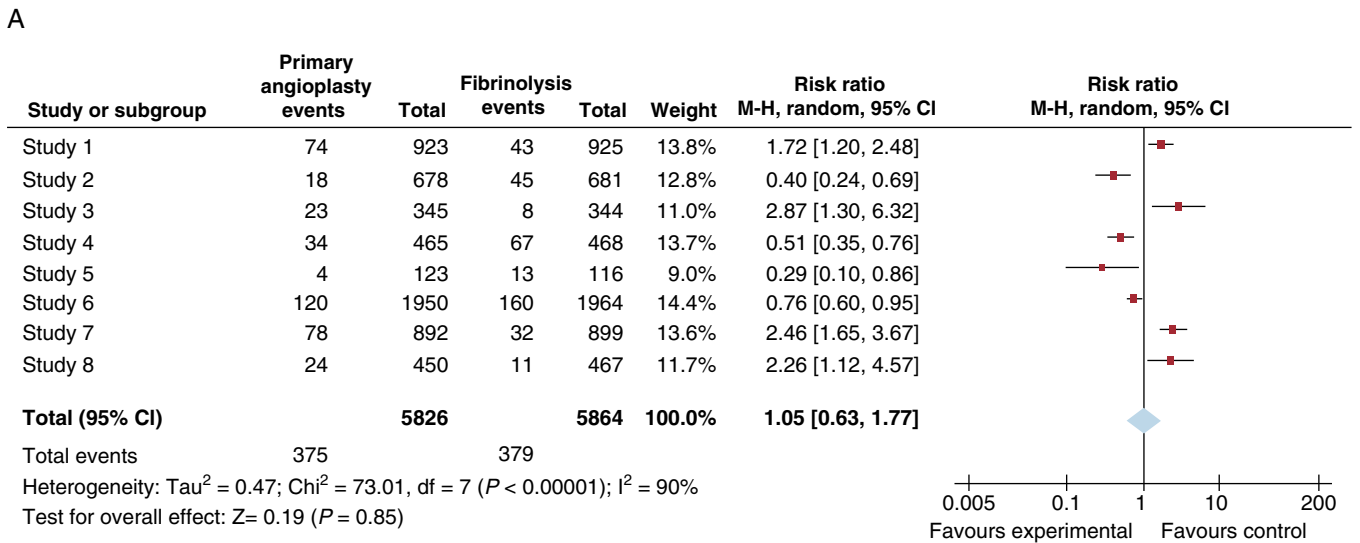 A
Primary
angioplasty Fibrinolysis Risk ratio Risk ratio
Study or subgroup events Total events Total Weight M-H, random, 95% CI M-H, random, 95% CI
Study 1 74 923 43 925 13.8% 1.72 [1.20, 2.48]
Study 2 18 678 45 681 12.8% 0.40 [0.24, 0.69]
Study 3 23 345 8 344 11.0% 2.87 [1.30, 6.32]
Study 4 34 465 67 468 13.7% 0.51 [0.35, 0.76]
Study 5 4 123 13 116 9.0% 0.29 [0.10, 0.86]
Study 6 120 1950 160 1964 14.4% 0.76 [0.60, 0.95]
Study 7 78 892 32 899 13.6% 2.46 [1.65, 3.67]
Study 8 24 450 11 467 11.7% 2.26 [1.12, 4.57]
Total (95% CI) 5826 5864 100.0% 1.05 [0.63, 1.77]
Total events 375 379
Heterogeneity: Tau² = 0.47; Chi² = 73.01, df = 7 (P < 0.00001); I² = 90%
Test for overall effect: Z= 0.19 (P = 0.85)
0.005 0.1 1 10 200
Favours experimental Favours control